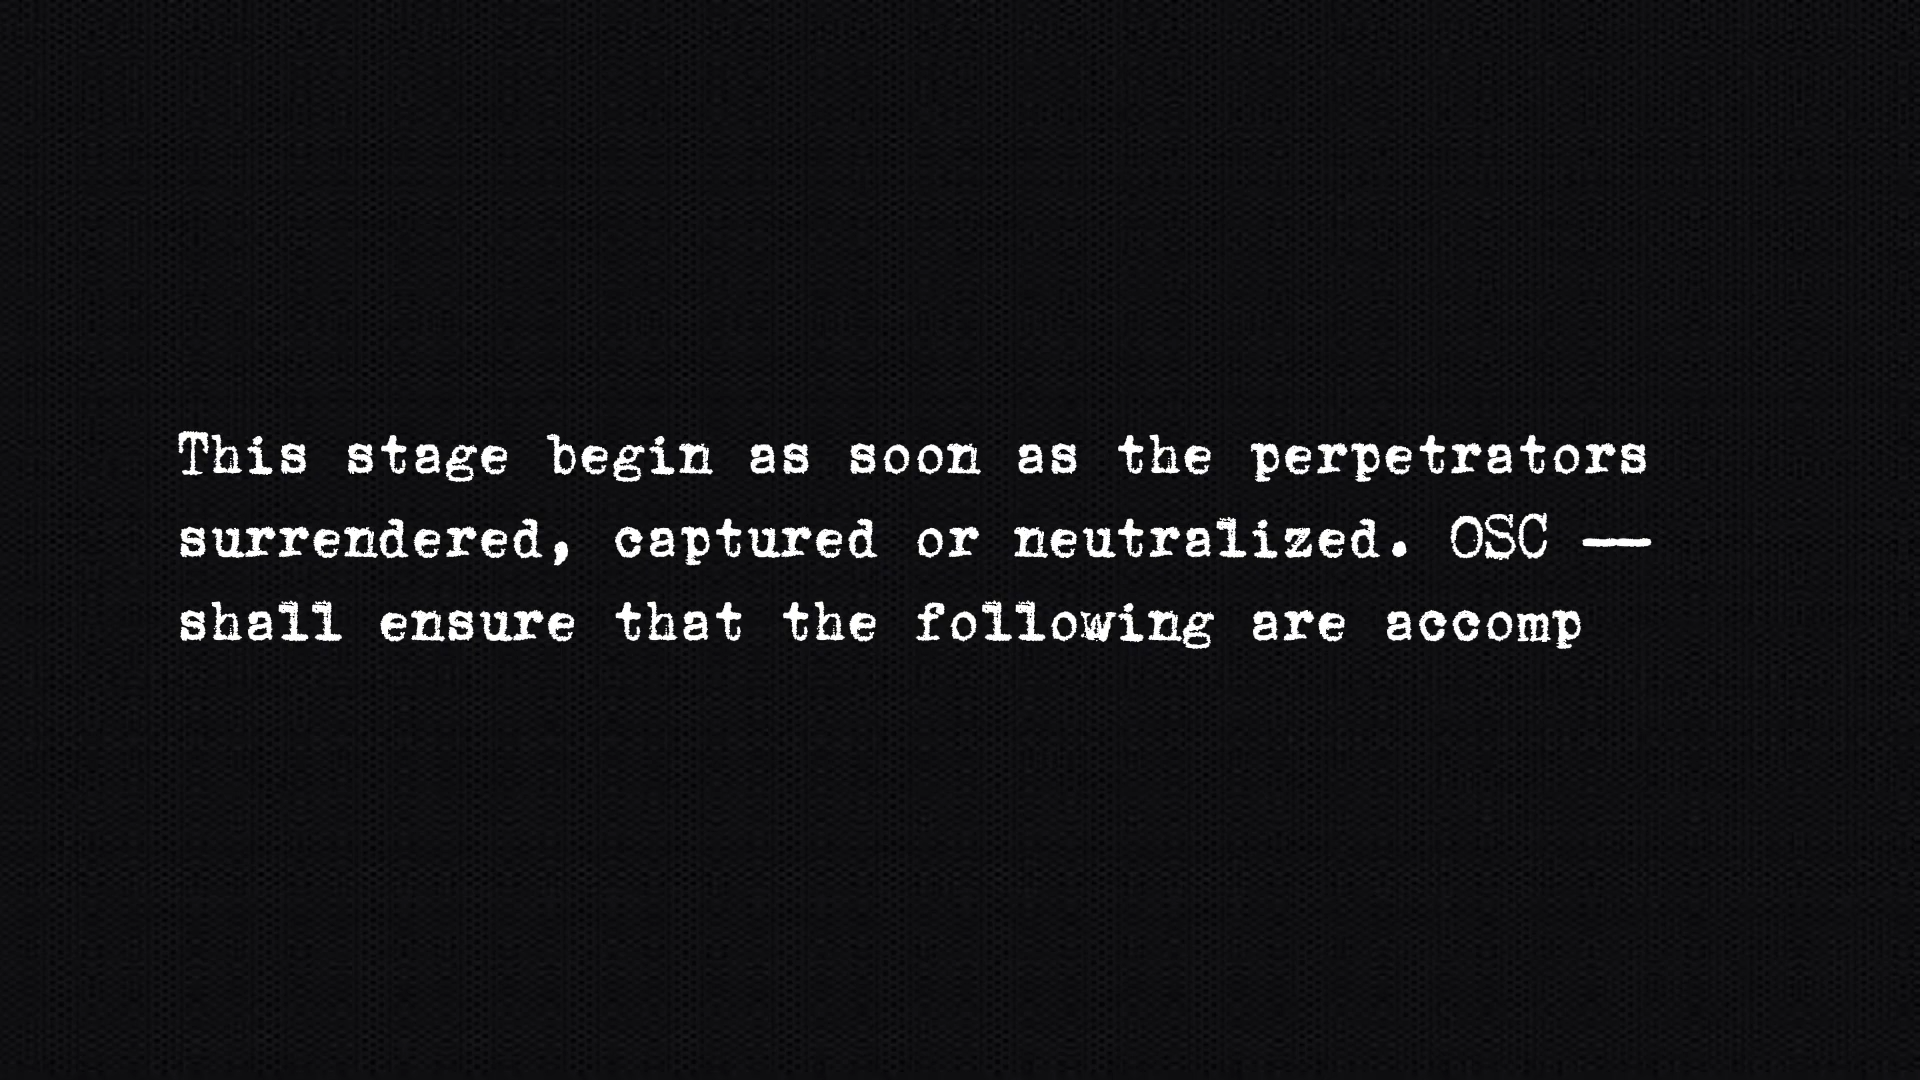 This stage begin as soon as the perpetrators
surrendered, captured or neutralized. OSC —
shall ensure that the following are accomp